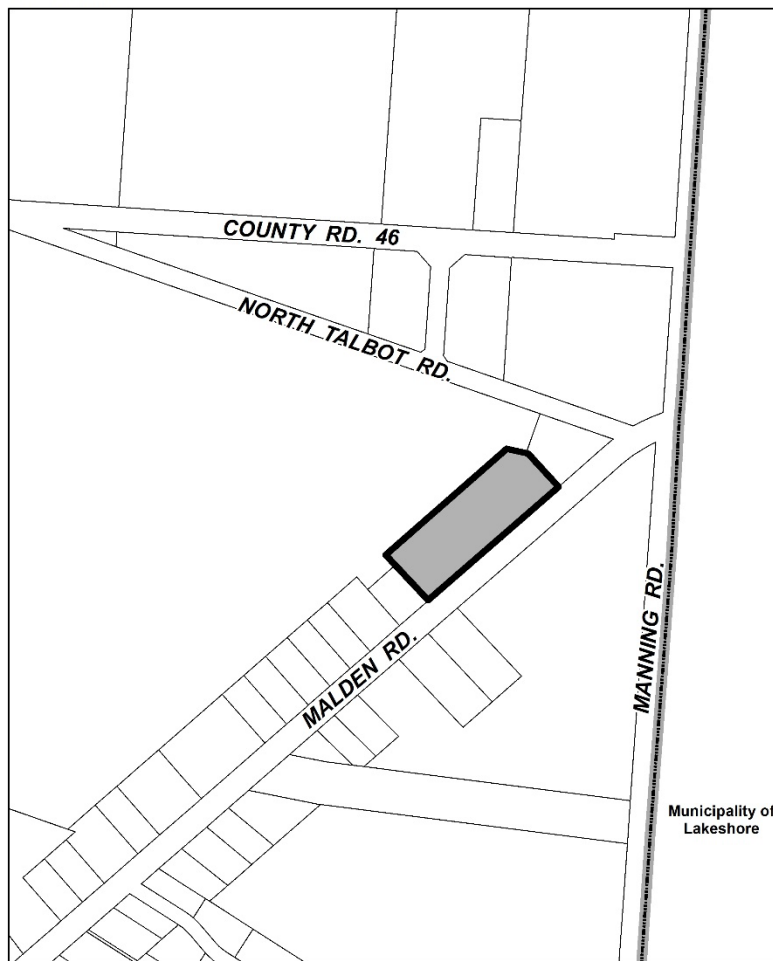 COUNTY RD. 46
NORTH TALBOT RD.
MALDEN RD.
MANNING RD.
Municipality of
Lakeshore